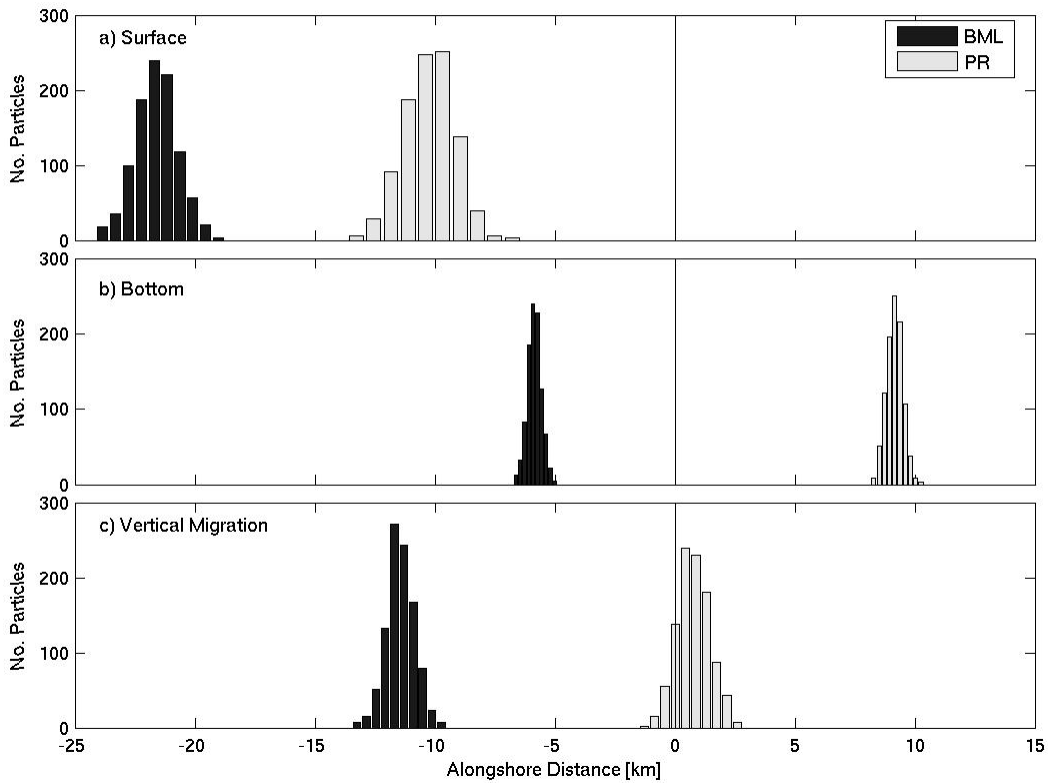 300
a) Surface
BML
PR
200
No. Particles
100
0
300
b) Bottom
200
No. Particles
100
0
300
c) Vertical Migration
200
No. Particles
100
0
-25 -20 -15 -10 -5 0 5 10 15
Alongshore Distance [km]